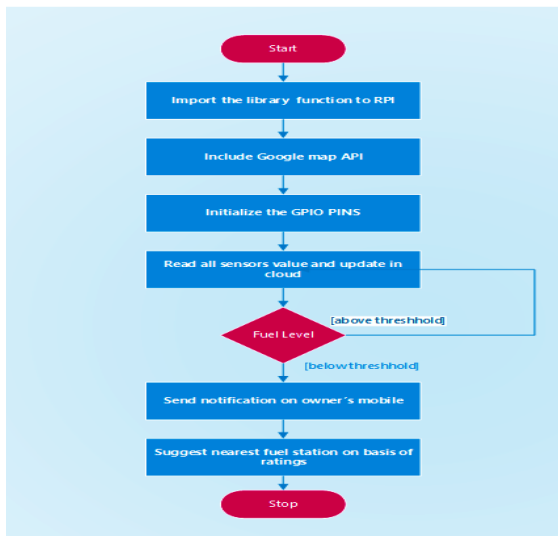 Start
Import the library function to RPI
Include Google map API
Initialize the GPIO PINS
Read all sensors value and update in
cloud
[above threshhold]
Fuel Level
[belowthreshhold]
Send notification on owner's mobile
Suggest nearest fuel station on basis of
ratings
Stop